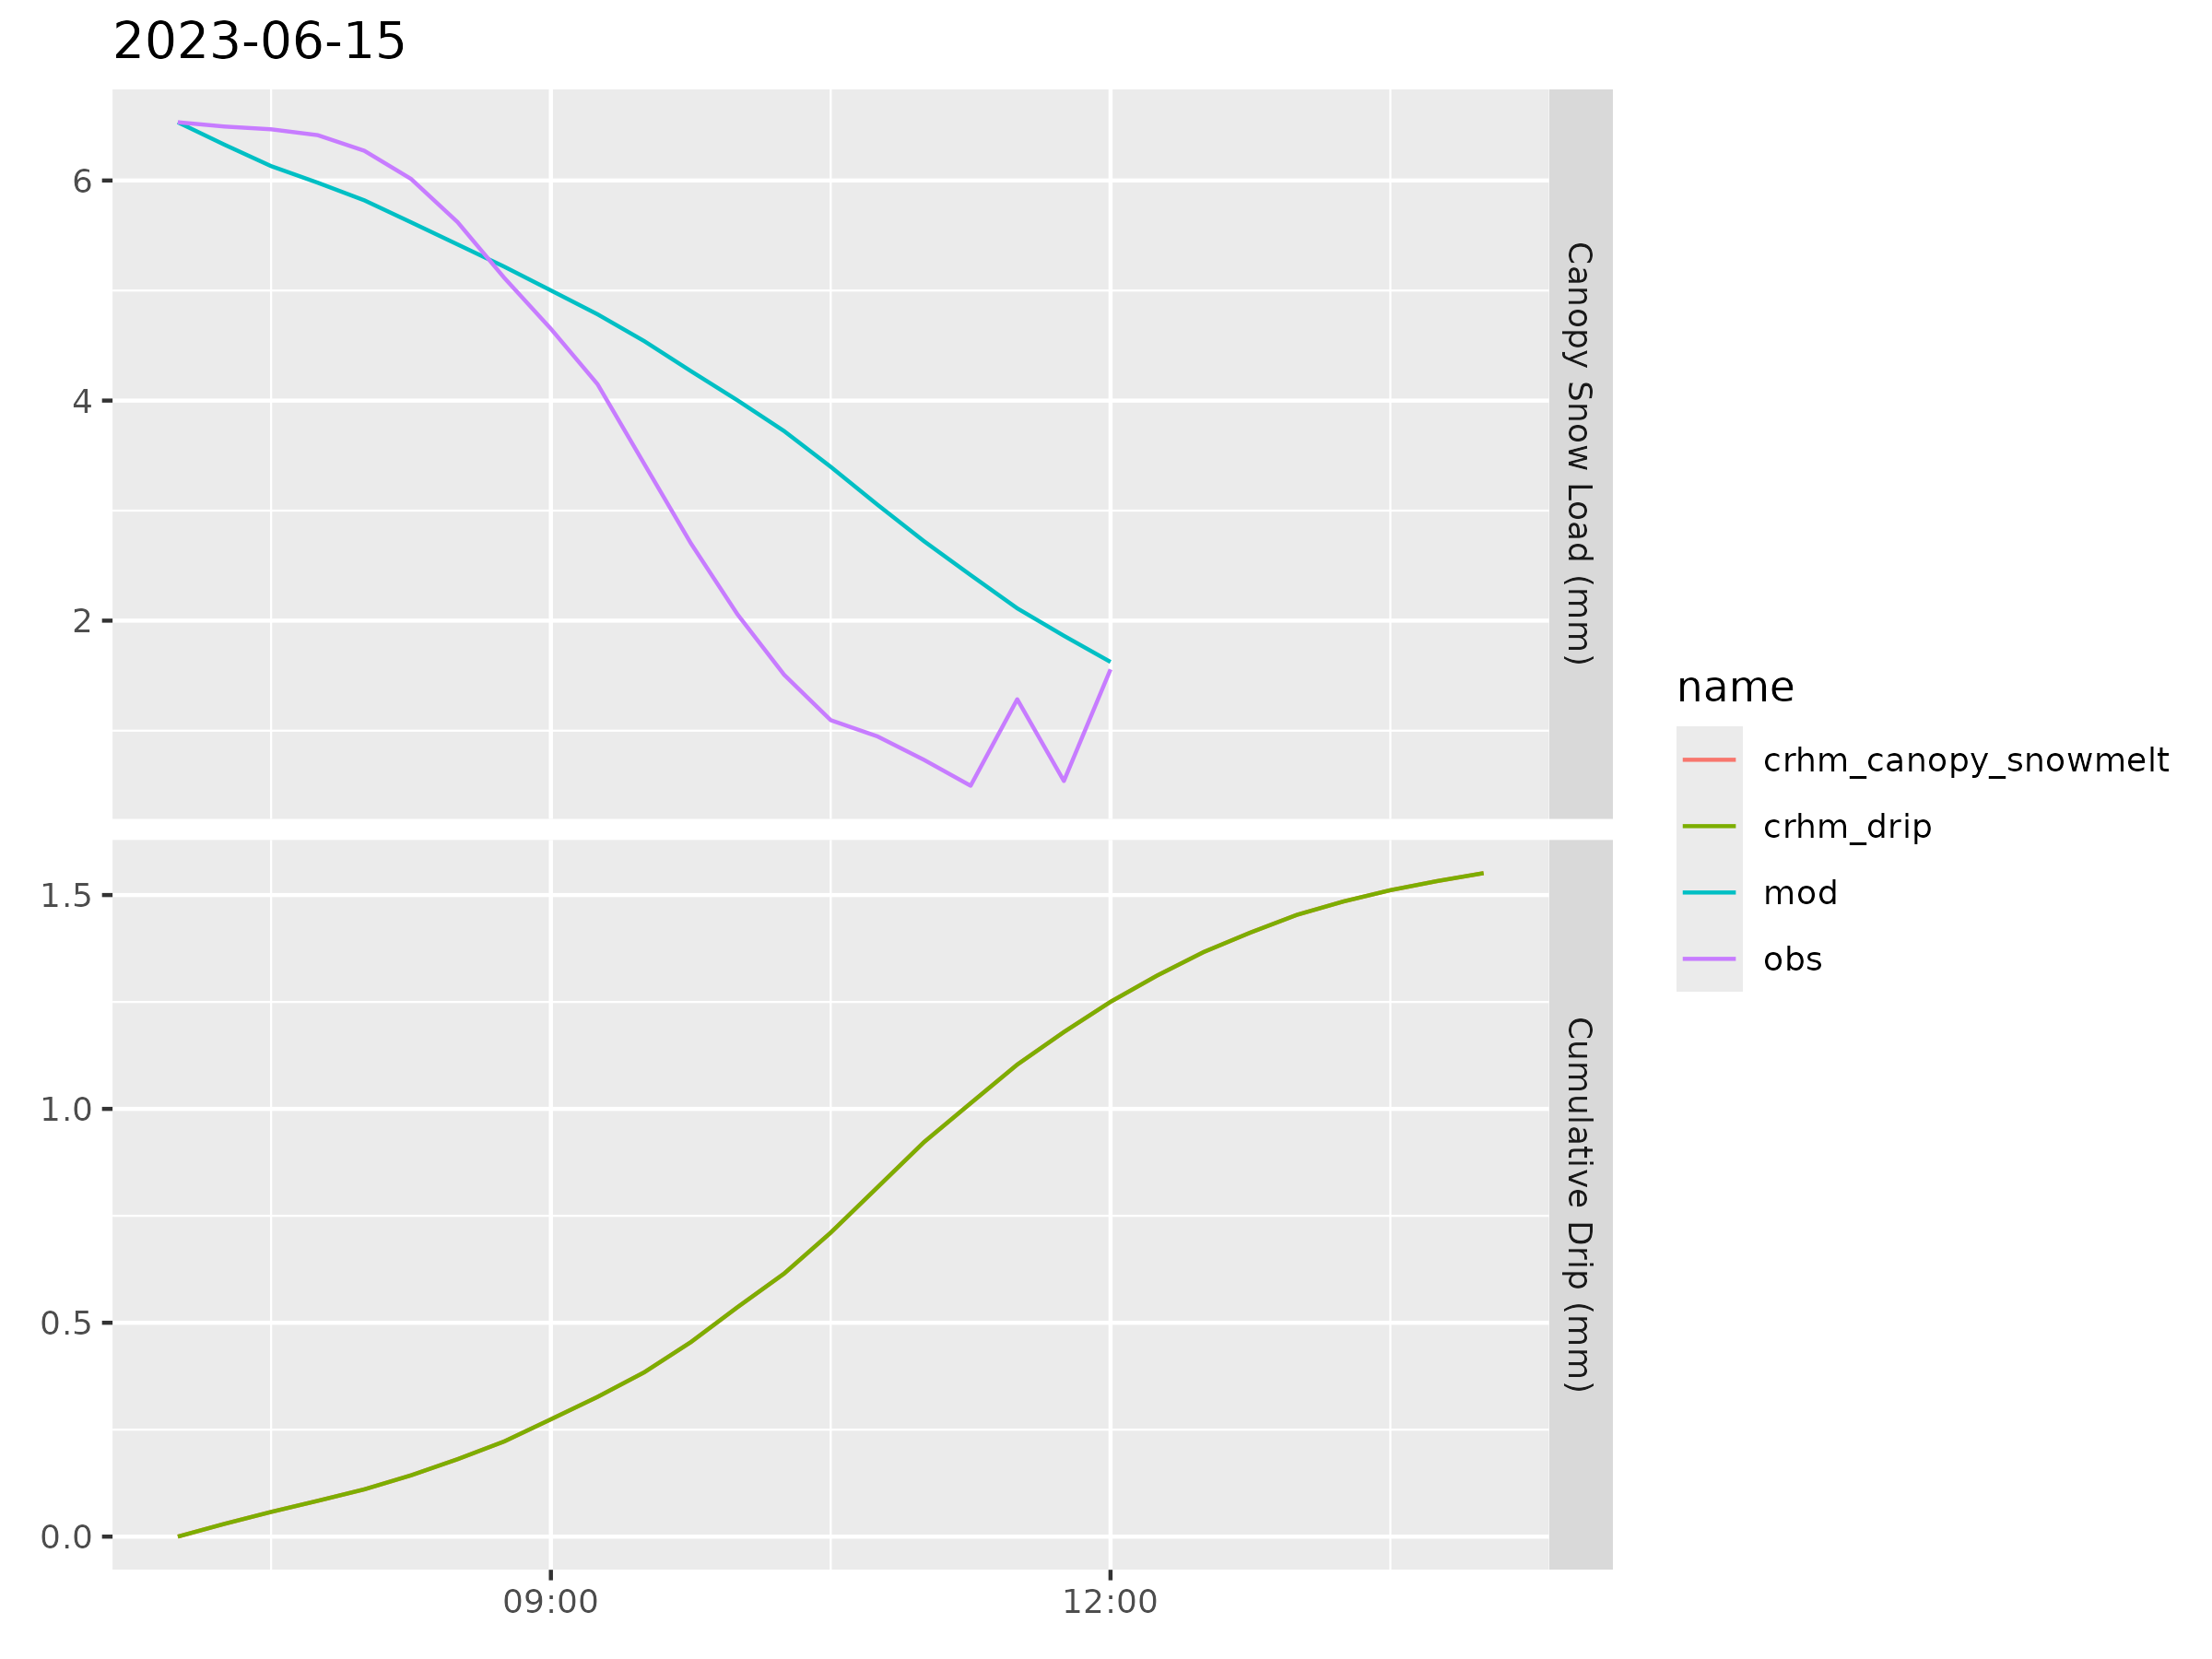 2023-06-15
6
4
2
Canopy Snow Load (mm)
1.5
1.0
0.5
0.0
Cumulative Drip (mm)
09:00
12:00
name
crhm_canopy_snowmelt
crhm_drip
mod
obs